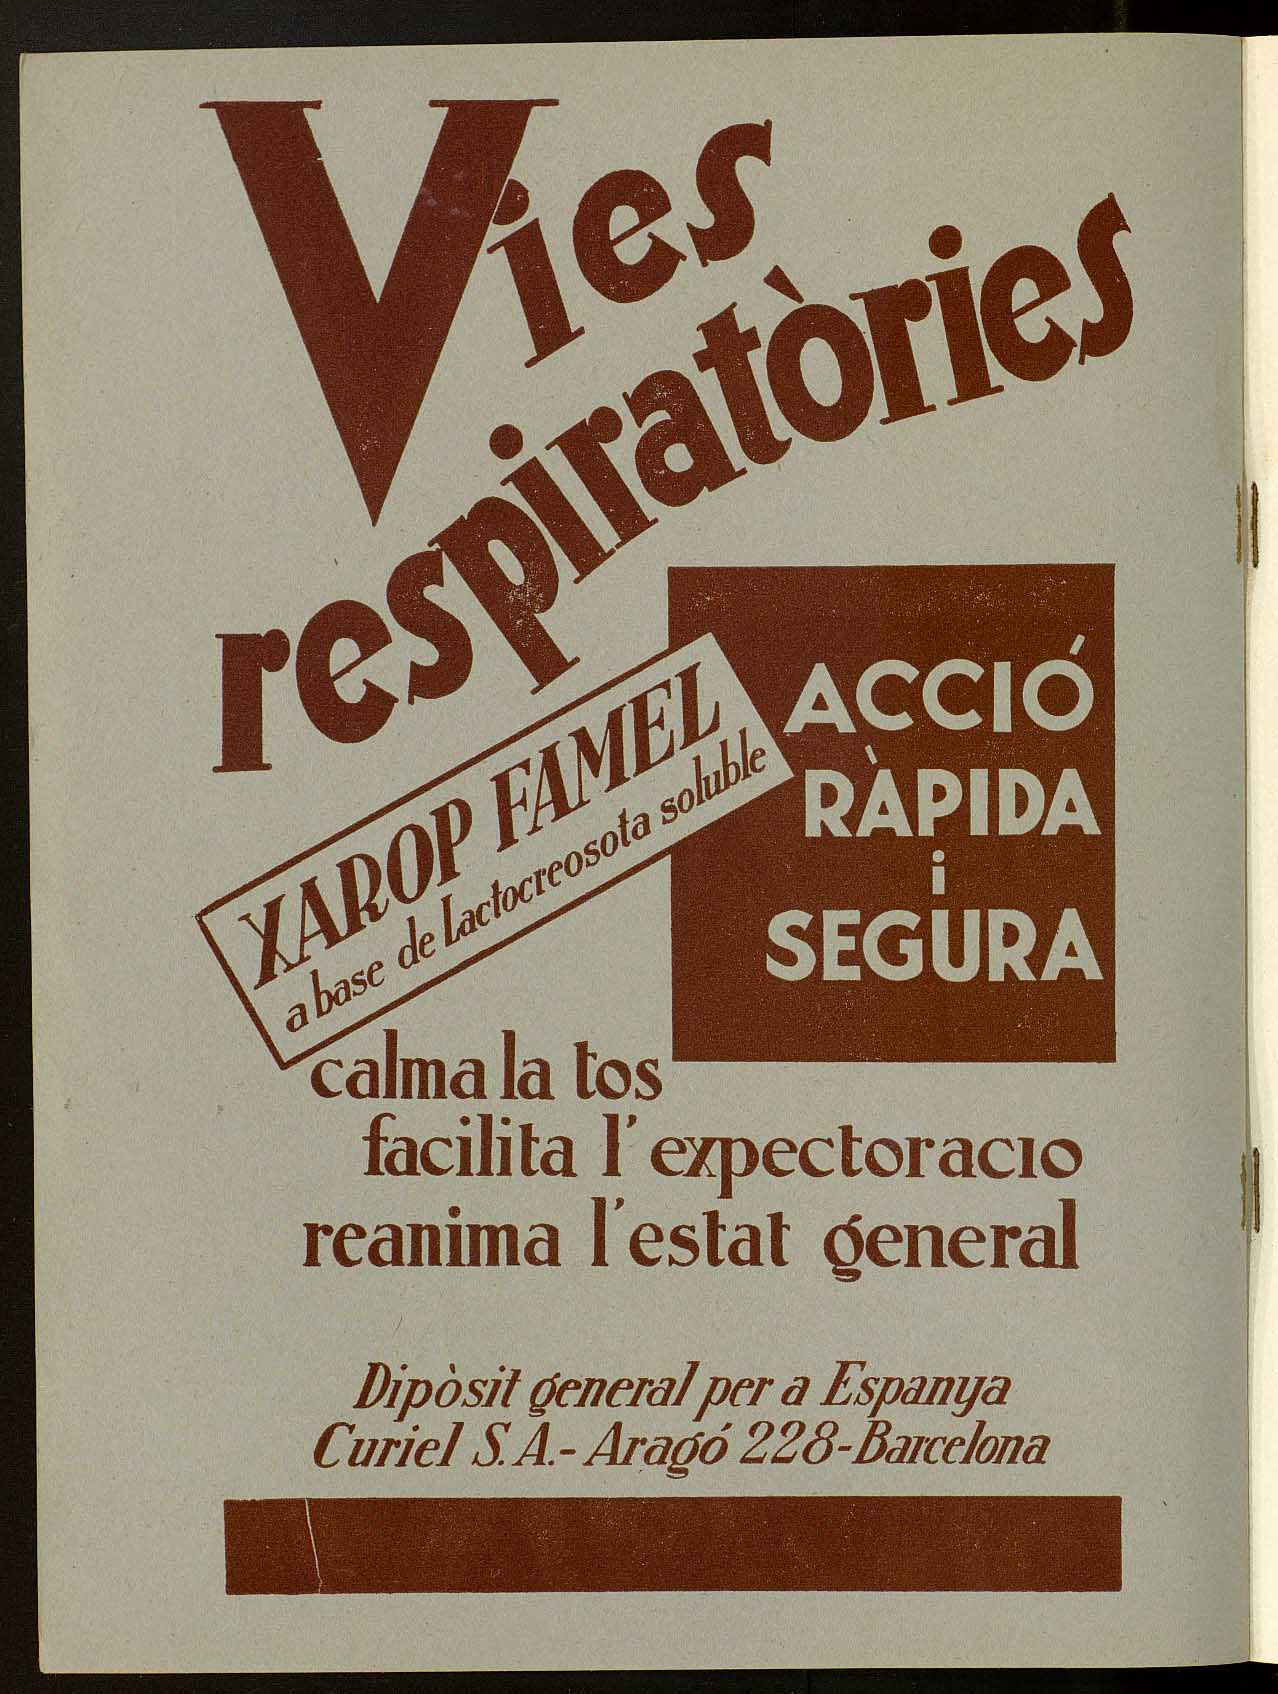 Vies
respiratòries
XAROP FAMEL
a base de Lactocreosota soluble
ACCIÓ
RÀPIDA
i
SEGURA
calma la tos
facilita l'expectoracio
reanima l'estat general
Dipòsit general per a Espanya
Curiel S.A.- Aragó 228-Barcelona